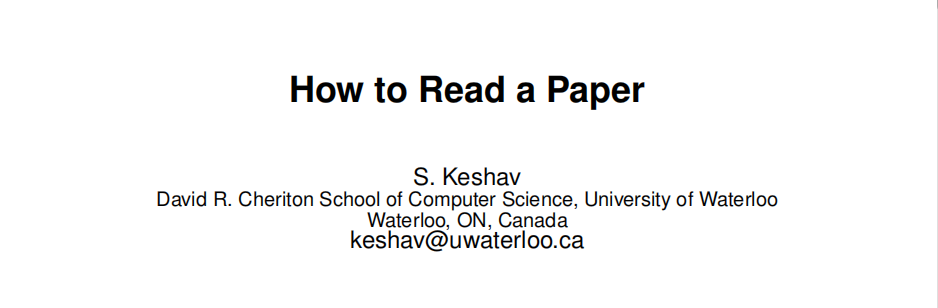 How to Read a Paper
S. Keshav
David R. Cheriton School of Computer Science, University of Waterloo
Waterloo, ON, Canada
keshav@uwaterloo.ca